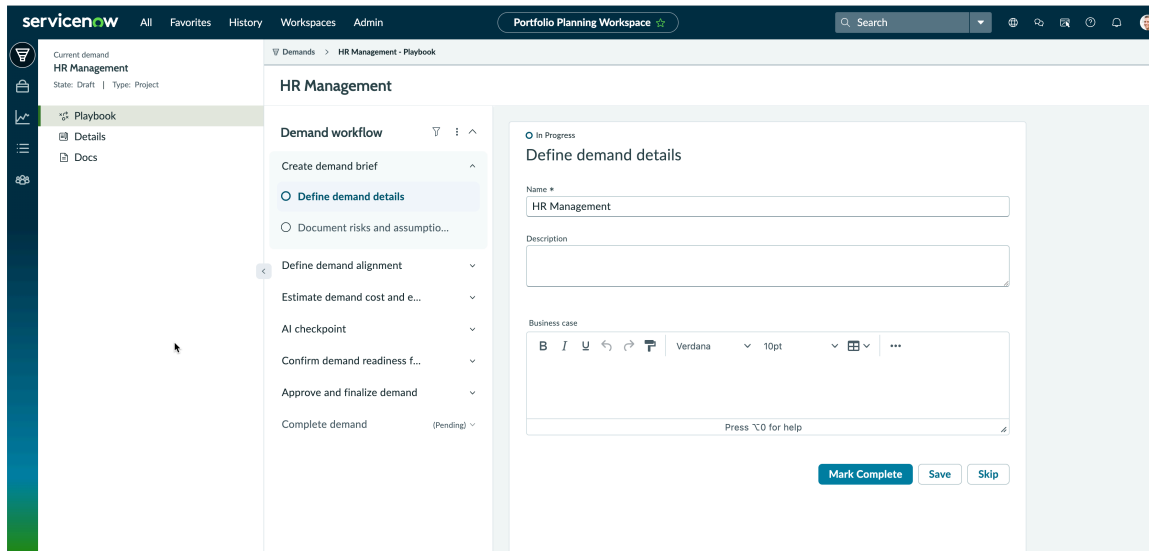 servicenow All Favorites History Workspaces Admin Portfolio Planning Workspace Search
Current demand
HR Management
State: Draft | Type: Project
Playbook
Details
Docs
Demands > HR Management - Playbook
HR Management
Demand workflow
Create demand brief
Define demand details
Document risks and assumptio...
Define demand alignment
Estimate demand cost and e...
AI checkpoint
Confirm demand readiness f...
Approve and finalize demand
Complete demand (Pending)
In Progress
Define demand details
Name *
HR Management
Description
Business case
B I U Verdana 10pt
Press ⌥0 for help
Mark Complete Save Skip